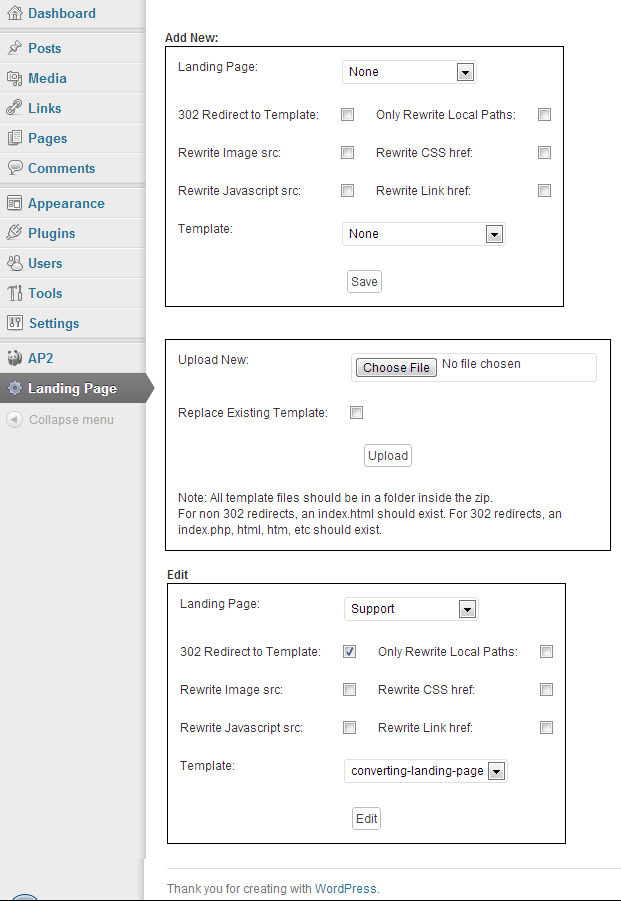 Dashboard
Posts
Media
Links
Pages
Comments
Appearance
Plugins
Users
Tools
Settings
AP2
Landing Page
Collapse menu
Add New:
Landing Page: None
302 Redirect to Template: Only Rewrite Local Paths:
Rewrite Image src: Rewrite CSS href:
Rewrite Javascript src: Rewrite Link href:
Template: None
Save
Upload New: Choose File No file chosen
Replace Existing Template:
Upload
Note: All template files should be in a folder inside the zip.
For non 302 redirects, an index.html should exist. For 302 redirects, an
index.php, html, htm, etc should exist.
Edit
Landing Page: Support
302 Redirect to Template: Only Rewrite Local Paths:
Rewrite Image src: Rewrite CSS href:
Rewrite Javascript src: Rewrite Link href:
Template: converting-landing-page
Edit
Thank you for creating with WordPress.